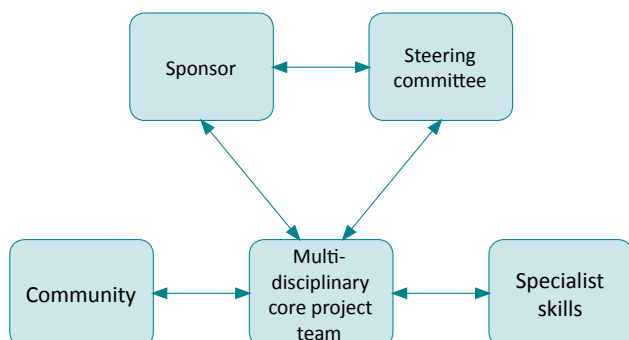 Sponsor
Steering
committee
Community
Multi-
disciplinary
core project
team
Specialist
skills